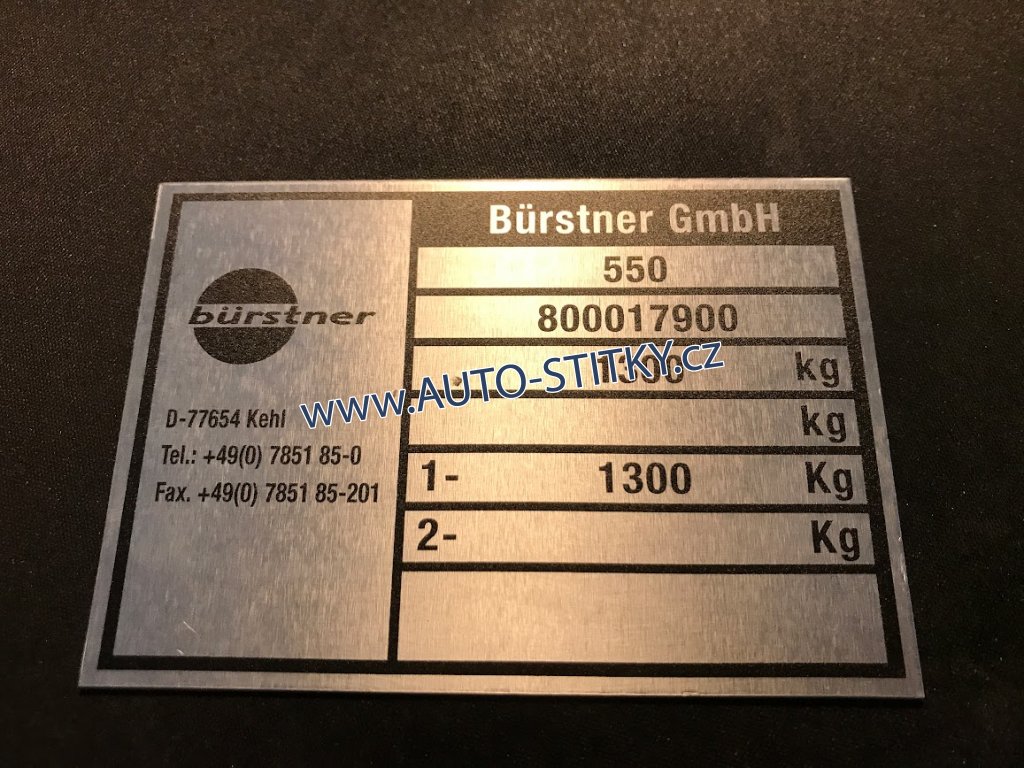 Bürstner GmbH
550
800017900
1300 kg
kg
1- 1300 Kg
2- Kg
bürstner
D-77654 Kehl
Tel.: +49(0) 7851 85-0
Fax. +49(0) 7851 85-201
www.AUTO-STITKY.cz